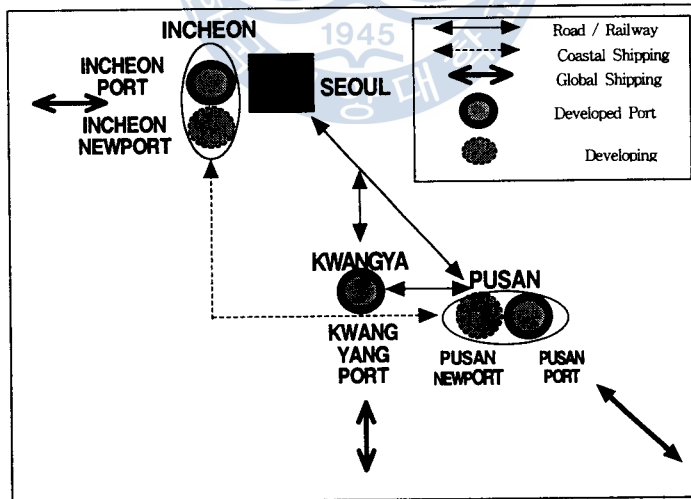 1945
INCHEON
INCHEON
PORT
INCHEON
NEWPORT
SEOUL
Road / Railway
Coastal Shipping
Global Shipping
Developed Port
Developing
KWANGYA
KWANG
YANG
PORT
PUSAN
PUSAN
NEWPORT
PUSAN
PORT